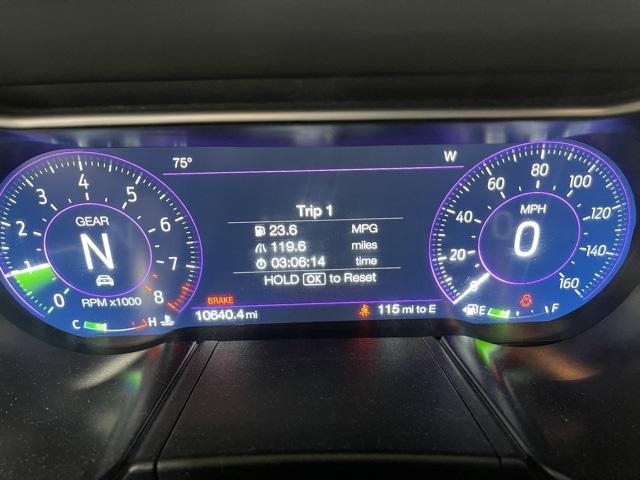 75° W
Trip 1
23.6 MPG
119.6 miles
03:06:14 time
HOLD OK to Reset
BRAKE
10640.4 mi 115 mi to E
0 1 2 3 4 5 6 7 8
GEAR
N
RPM x1000
C H
0 20 40 60 80 100 120 140 160
MPH
0
E F